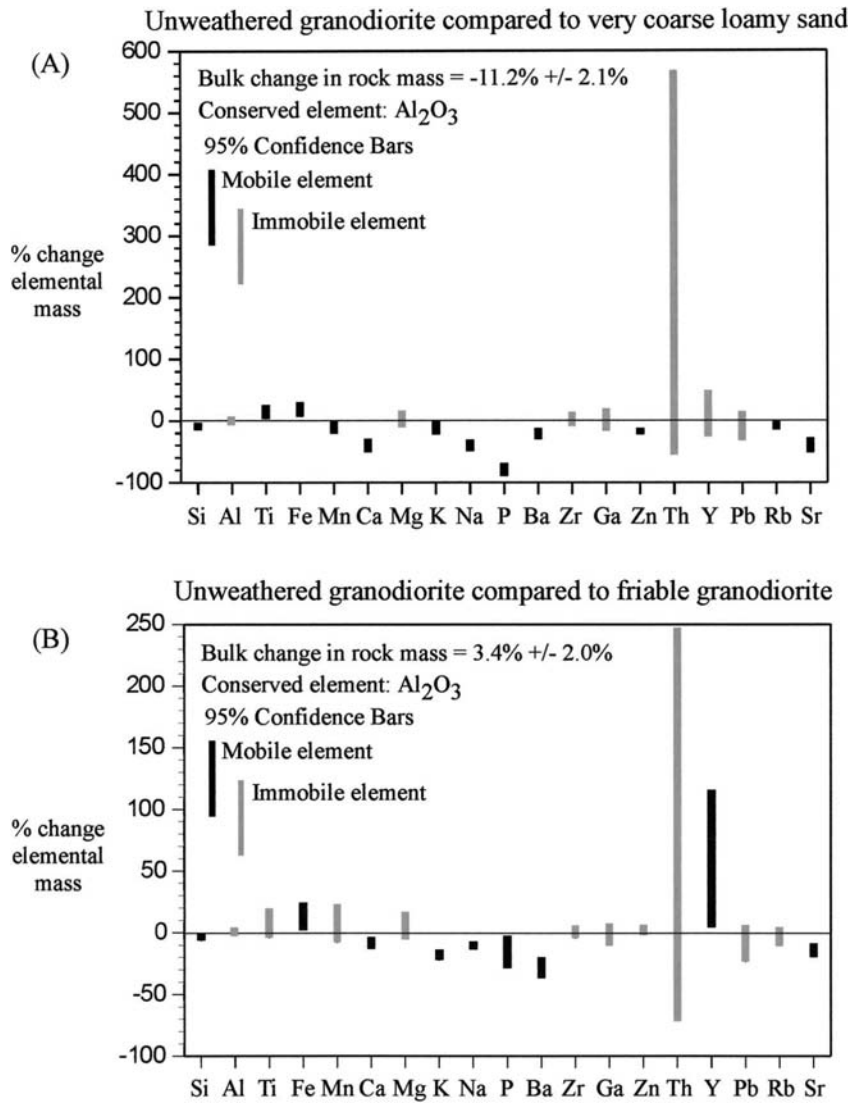 Unweathered granodiorite compared to very coarse loamy sand
(A)
600
500
400
300
200
100
0
-100
% change
elemental
mass
Bulk change in rock mass = -11.2% +/- 2.1%
Conserved element: Al2O3
95% Confidence Bars
Mobile element
Immobile element
Si Al Ti Fe Mn Ca Mg K Na P Ba Zr Ga Zn Th Y Pb Rb Sr
Unweathered granodiorite compared to friable granodiorite
(B)
250
250
150
100
50
0
-50
-100
% change
elemental
mass
Bulk change in rock mass = 3.4% +/- 2.0%
Conserved element: Al2O3
95% Confidence Bars
Mobile element
Immobile element
Si Al Ti Fe Mn Ca Mg K Na P Ba Zr Ga Zn Th Y Pb Rb Sr